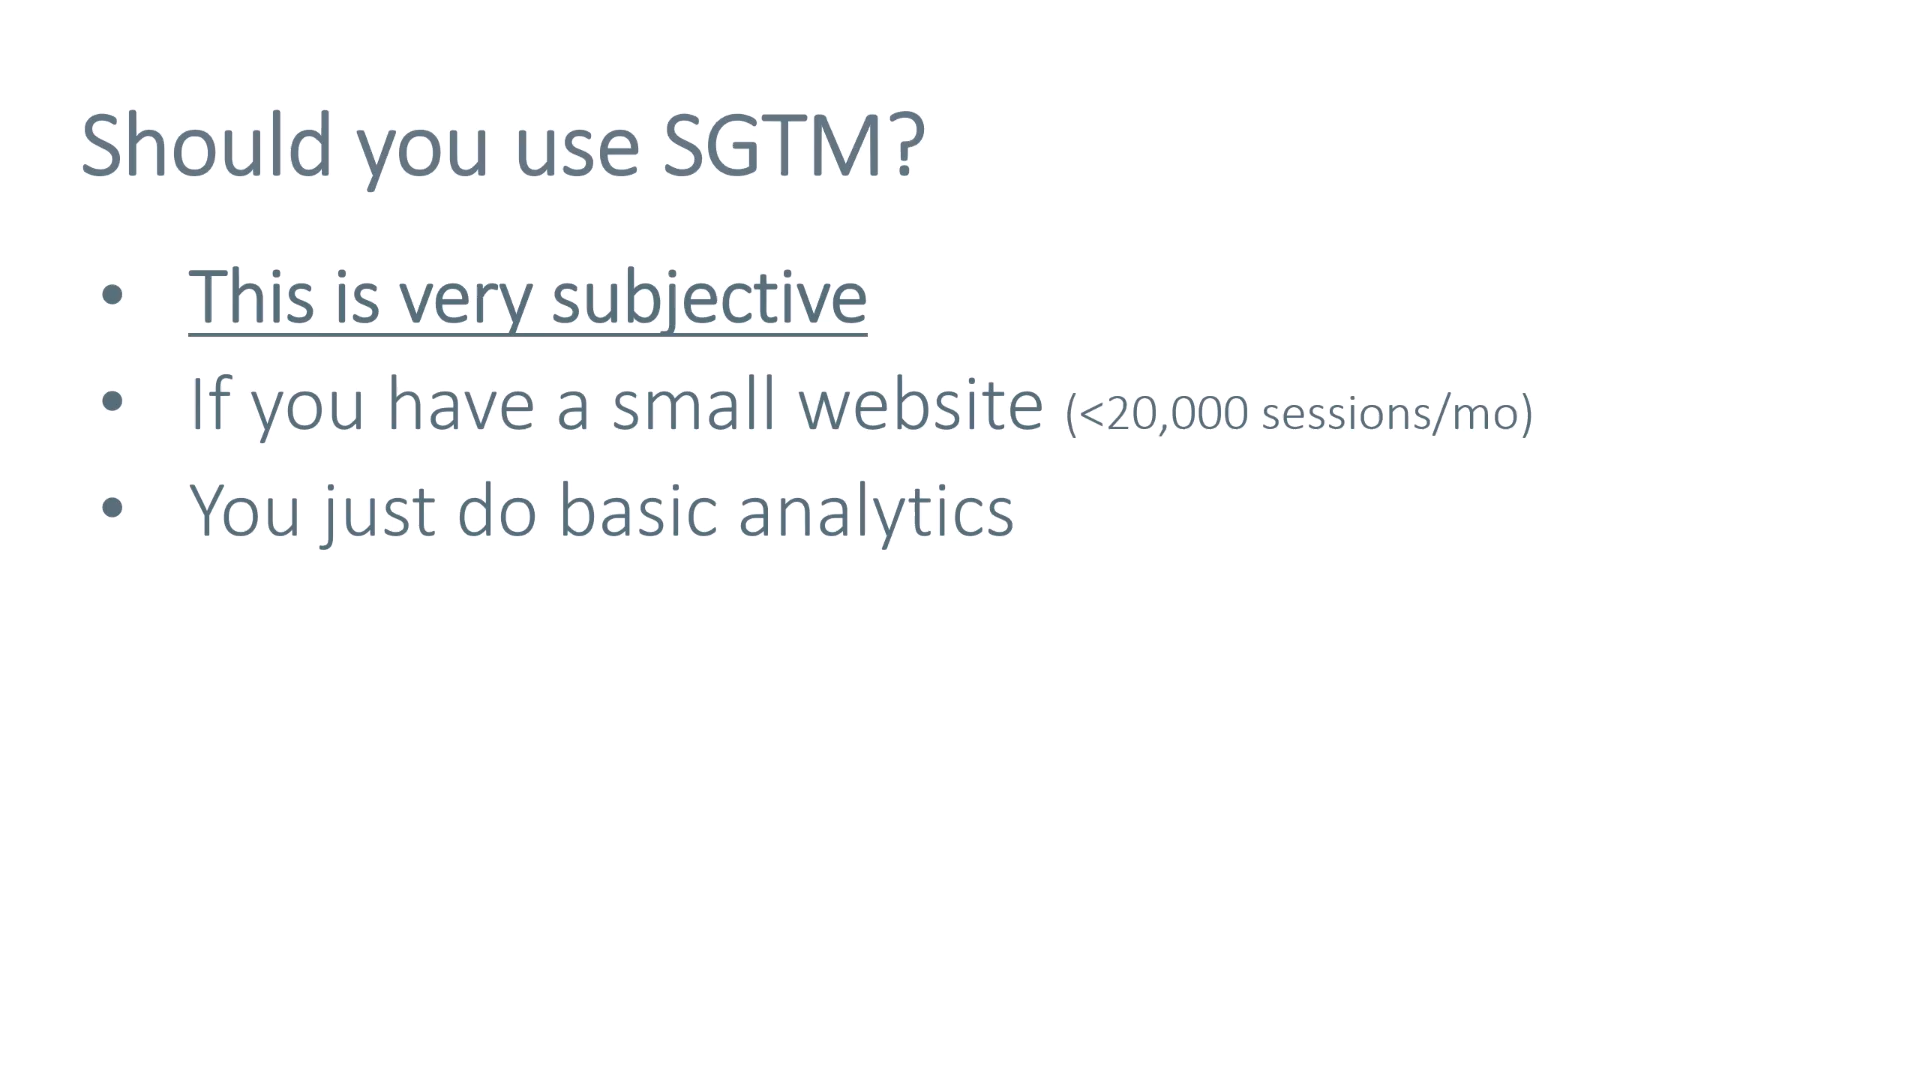 Should you use SGTM?
• This is very subjective
• If you have a small website (<20,000 sessions/mo)
• You just do basic analytics